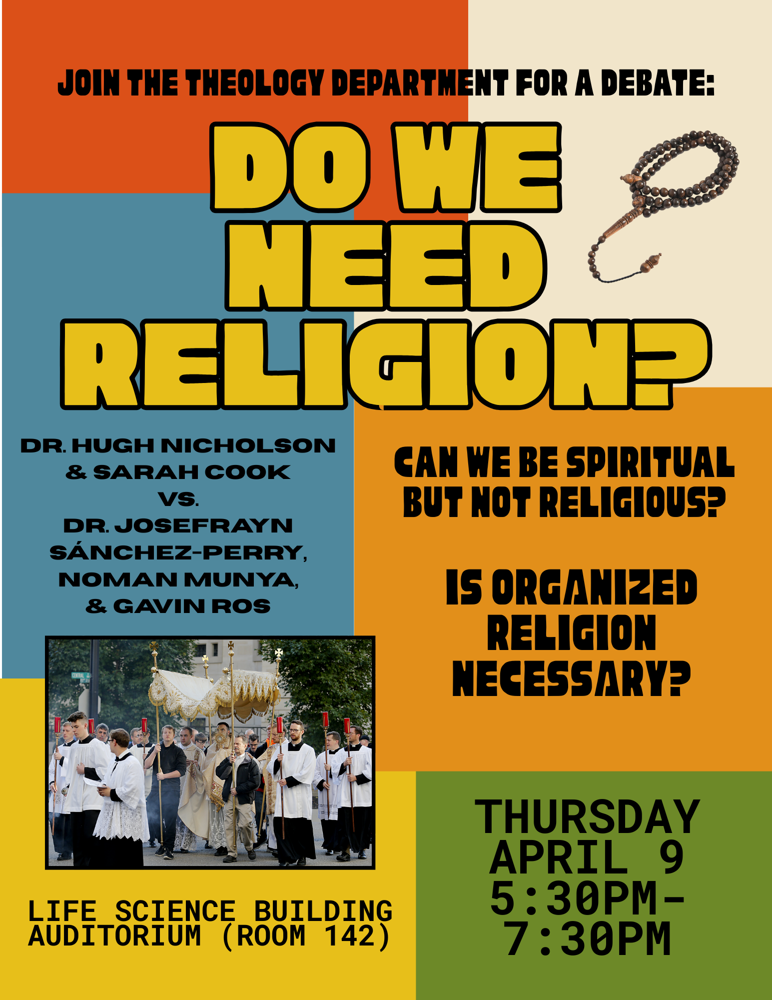 JOIN THE THEOLOGY DEPARTMENT FOR A DEBATE:
DO WE
NEED
RELIGION?
DR. HUGH NICHOLSON
& SARAH COOK
VS.
DR. JOSEFRAYN
SÁNCHEZ-PERRY,
NOMAN MUNYA,
& GAVIN ROS
CAN WE BE SPIRITUAL
BUT NOT RELIGIOUS?
IS ORGANIZED
RELIGION
NECESSARY?
CENTRAL
LIFE SCIENCE BUILDING
AUDITORIUM (ROOM 142)
THURSDAY
APRIL 9
5:30PM-
7:30PM